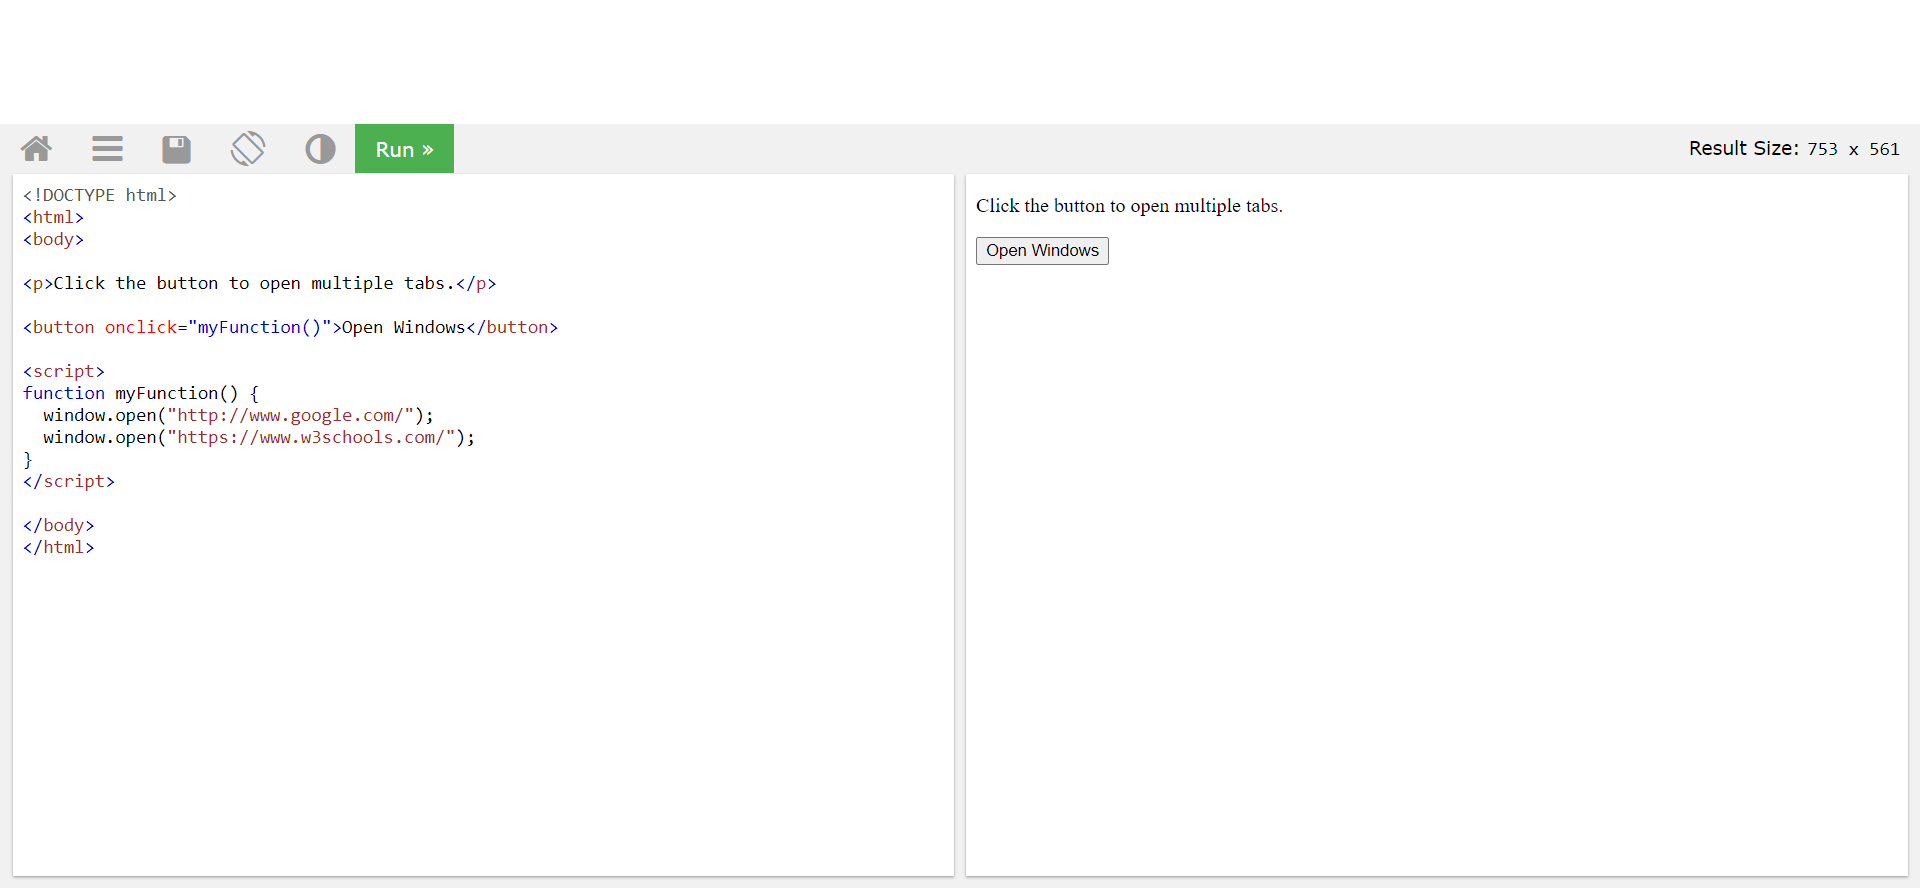 Run »
Result Size: 753 x 561
<!DOCTYPE html>
<html>
<body>
<p>Click the button to open multiple tabs.</p>
<button onclick="myFunction()">Open Windows</button>
<script>
function myFunction() {
  window.open("http://www.google.com/");
  window.open("https://www.w3schools.com/");
}
</script>
</body>
</html>
Click the button to open multiple tabs.
Open Windows